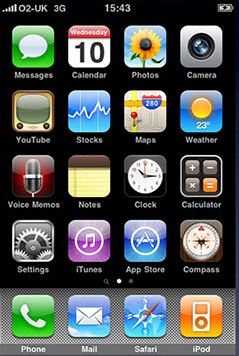 O2-UK 3G 15:43
Wednesday
10
280
23°
Messages Calendar Photos Camera
YouTube Stocks Maps Weather
Voice Memos Notes Clock Calculator
Settings iTunes App Store Compass
Phone Mail Safari iPod